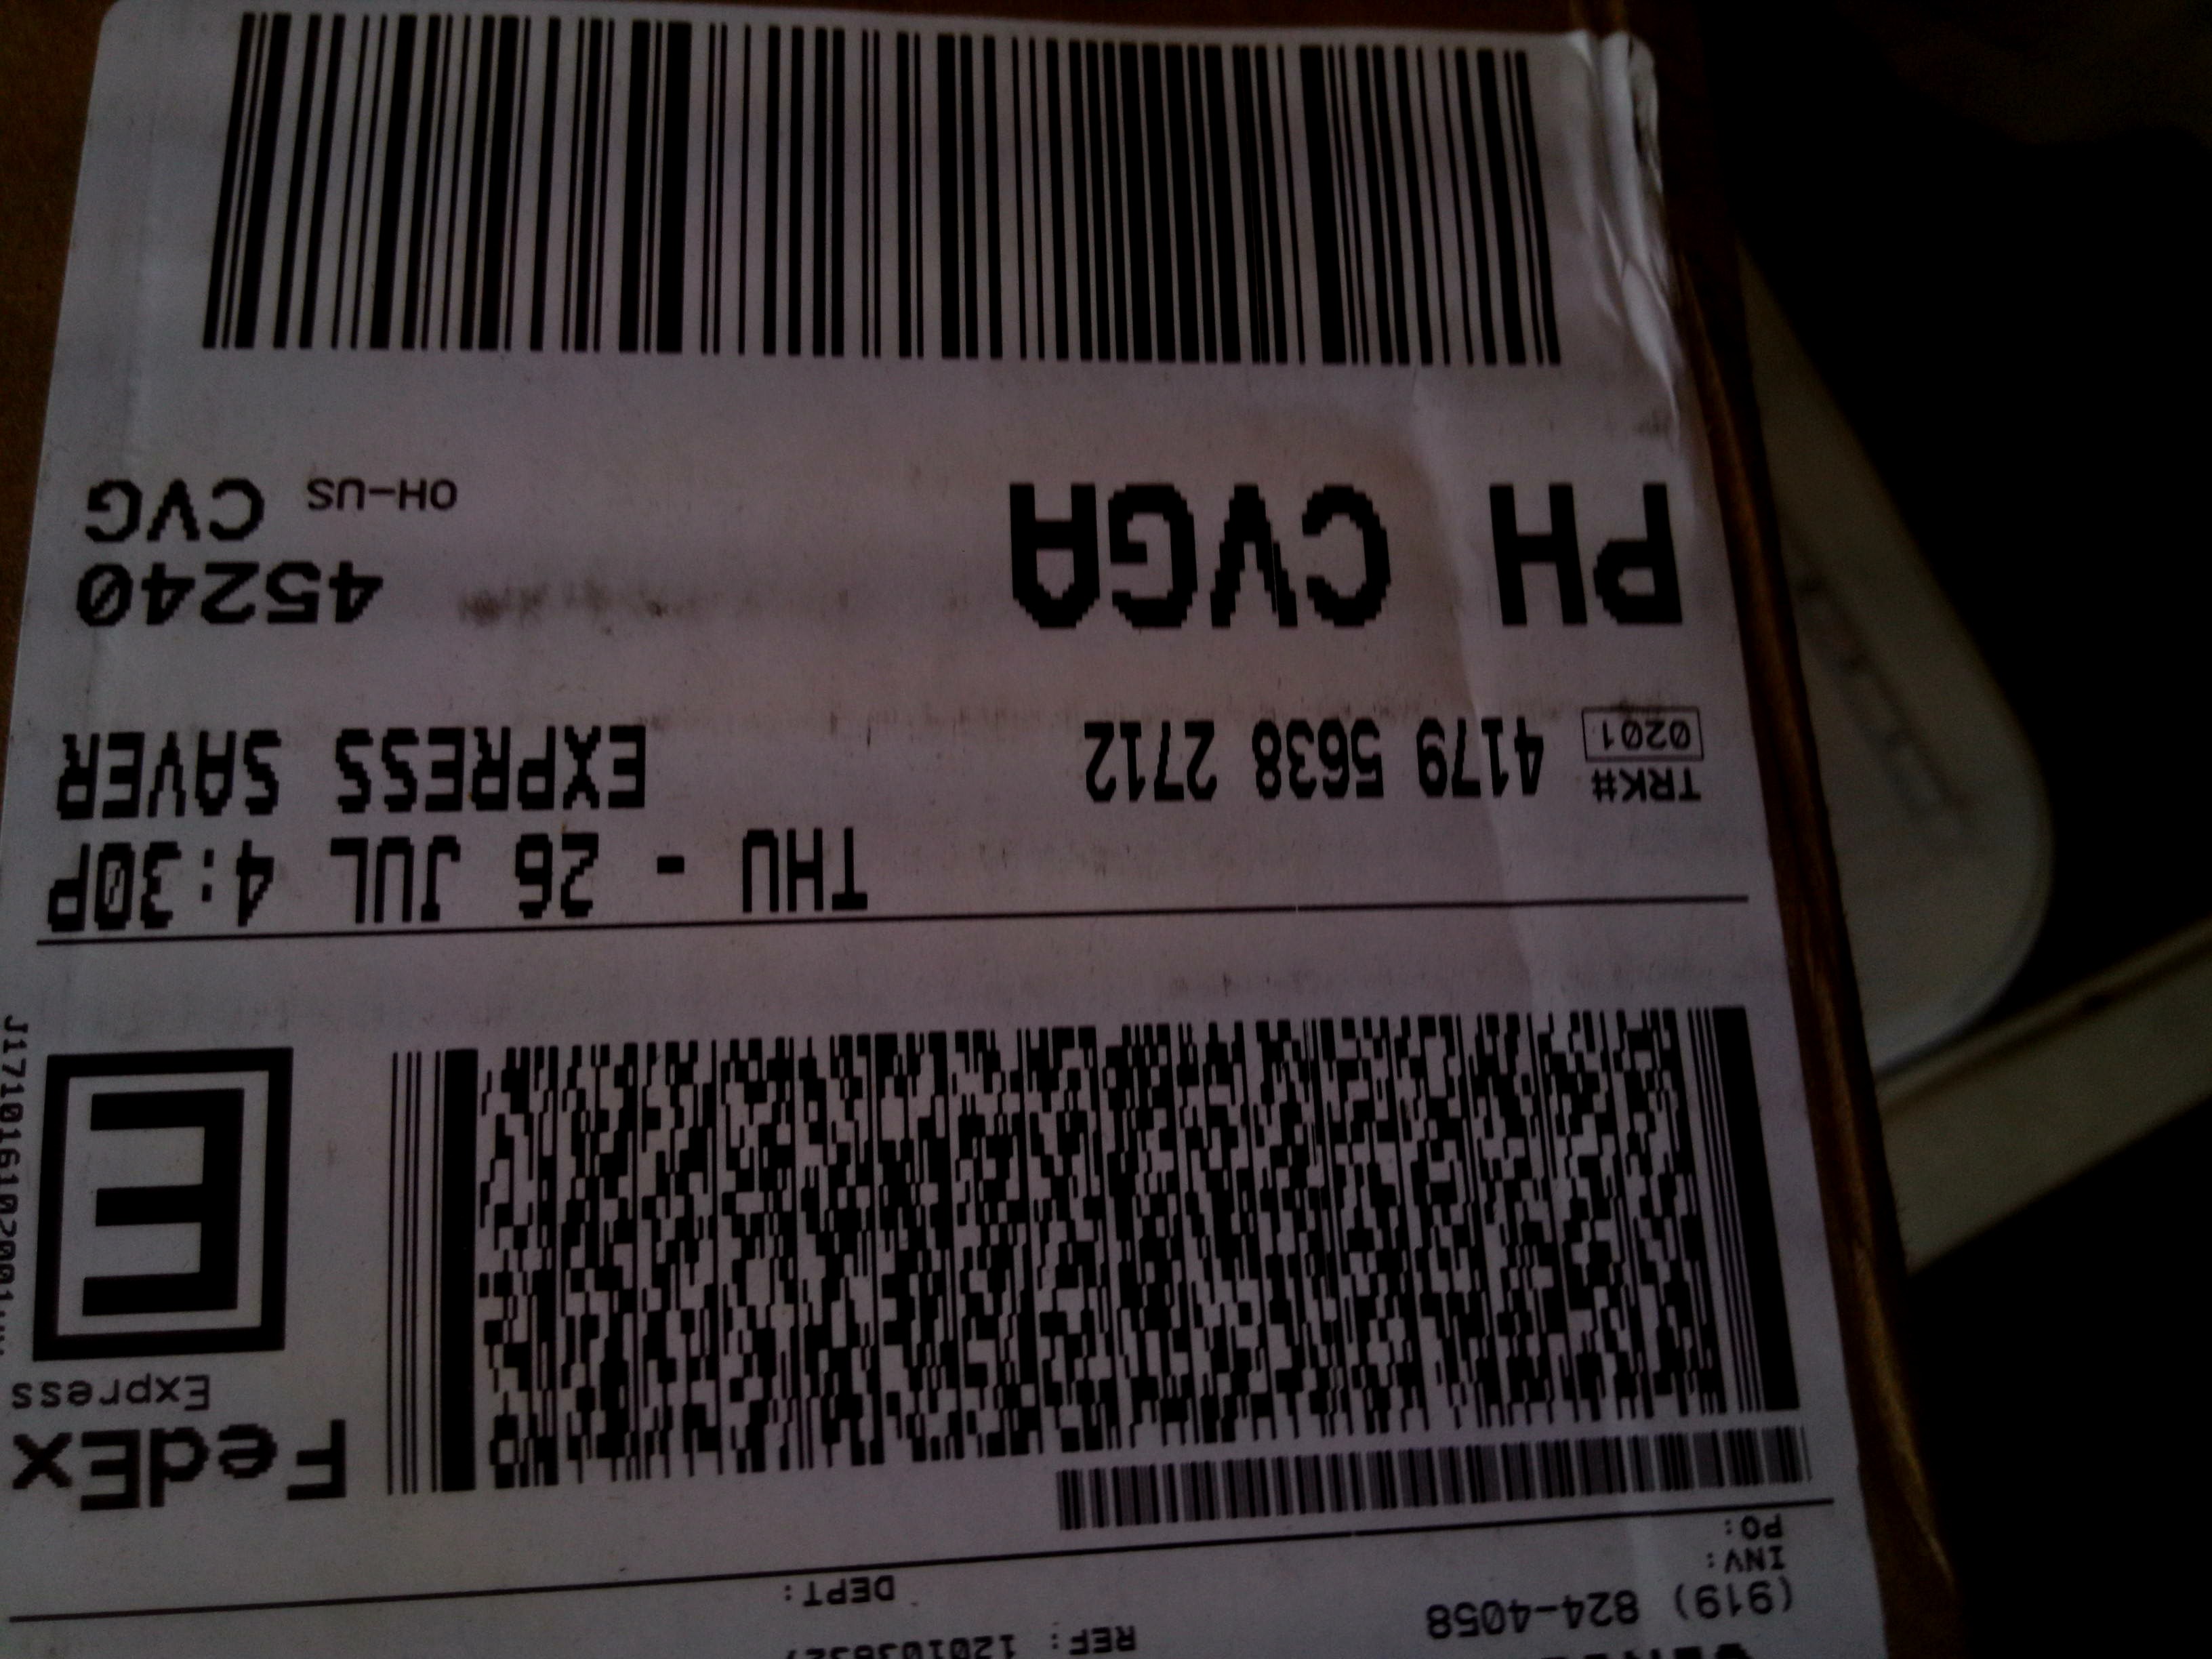 (919) 824-4058
REF:
INV:
PO:
DEPT:
FedEx
Express
E
THU - 26 JUL 4:30P
TRK# 4179 5638 2712 EXPRESS SAVER
0201
PH CVGA
45240
OH-US CVG